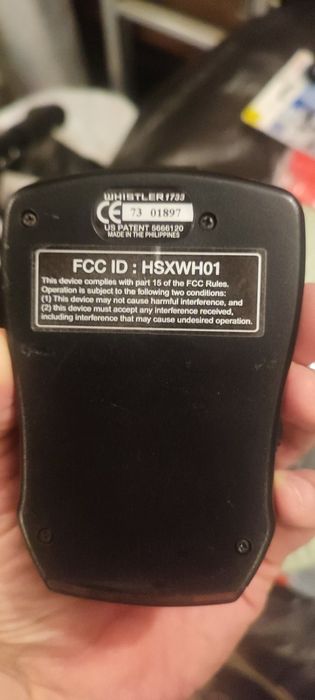 WHISTLER 1733
CE 73 01897
US PATENT 5666120
MADE IN THE PHILIPPINES
FCC ID : HSXWH01
This device complies with part 15 of the FCC Rules.
Operation is subject to the following two conditions:
(1) This device may not cause harmful interference, and
(2) this device must accept any interference received,
including interference that may cause undesired operation.